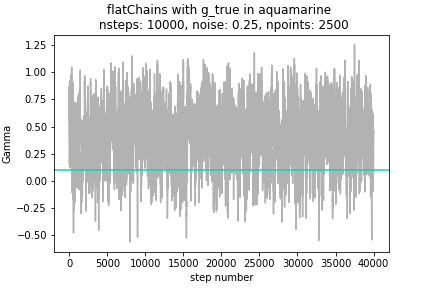 flatChains with g_true in aquamarine
nsteps: 10000, noise: 0.25, npoints: 2500
1.25
1.00
0.75
0.50
0.25
0.00
−0.25
−0.50
Gamma
0 5000 10000 15000 20000 25000 30000 35000 40000
step number